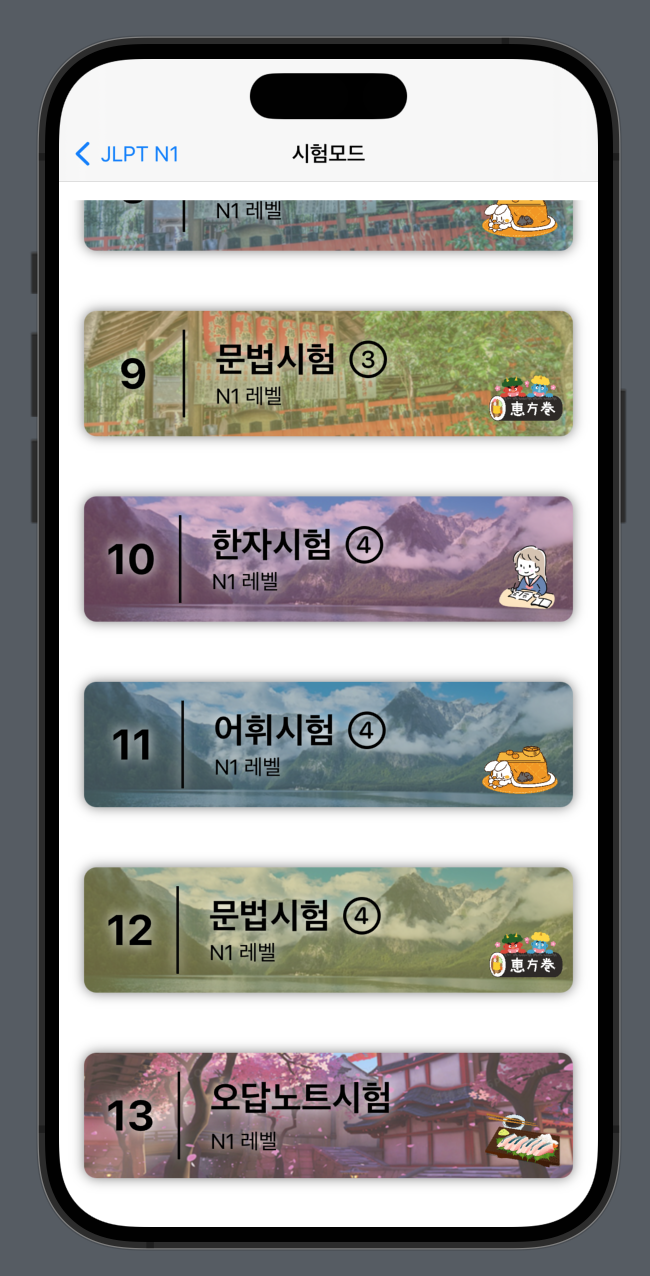 JLPT N1
시험모드
N1 레벨
9
문법시험 ③
N1 레벨
恵方巻
10
한자시험 ④
N1 레벨
11
어휘시험 ④
N1 레벨
12
문법시험 ④
N1 레벨
恵方巻
13
오답노트시험
N1 레벨